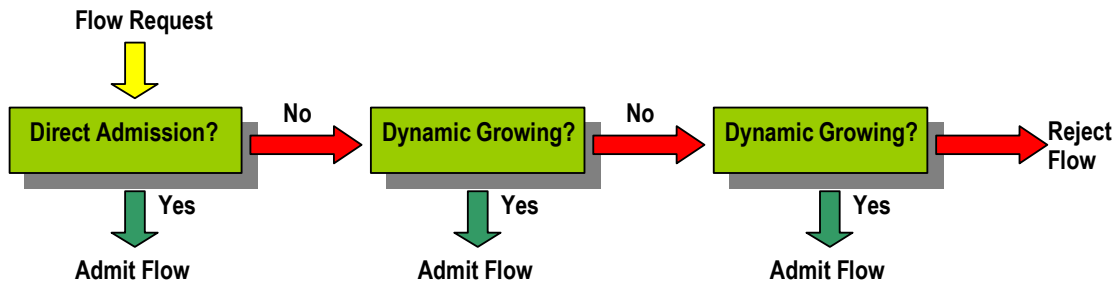 Flow Request
Direct Admission?
No
Dynamic Growing?
No
Dynamic Growing?
Reject
Flow
Yes
Yes
Yes
Admit Flow
Admit Flow
Admit Flow